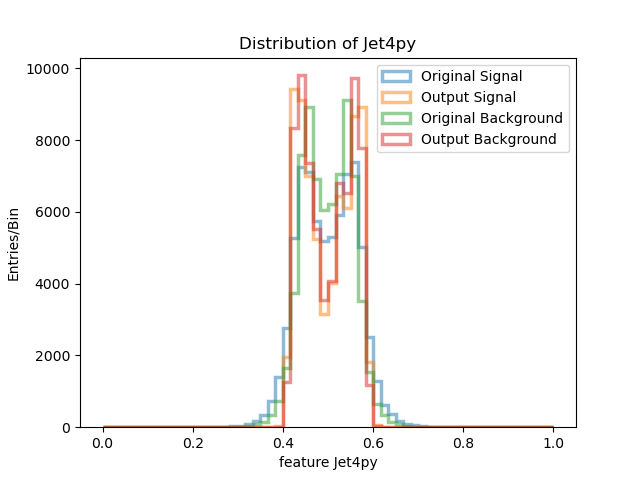 Distribution of Jet4py
Entries/Bin
10000
8000
6000
4000
2000
0
Original Signal
Output Signal
Original Background
Output Background
0.0 0.2 0.4 0.6 0.8 1.0
feature Jet4py